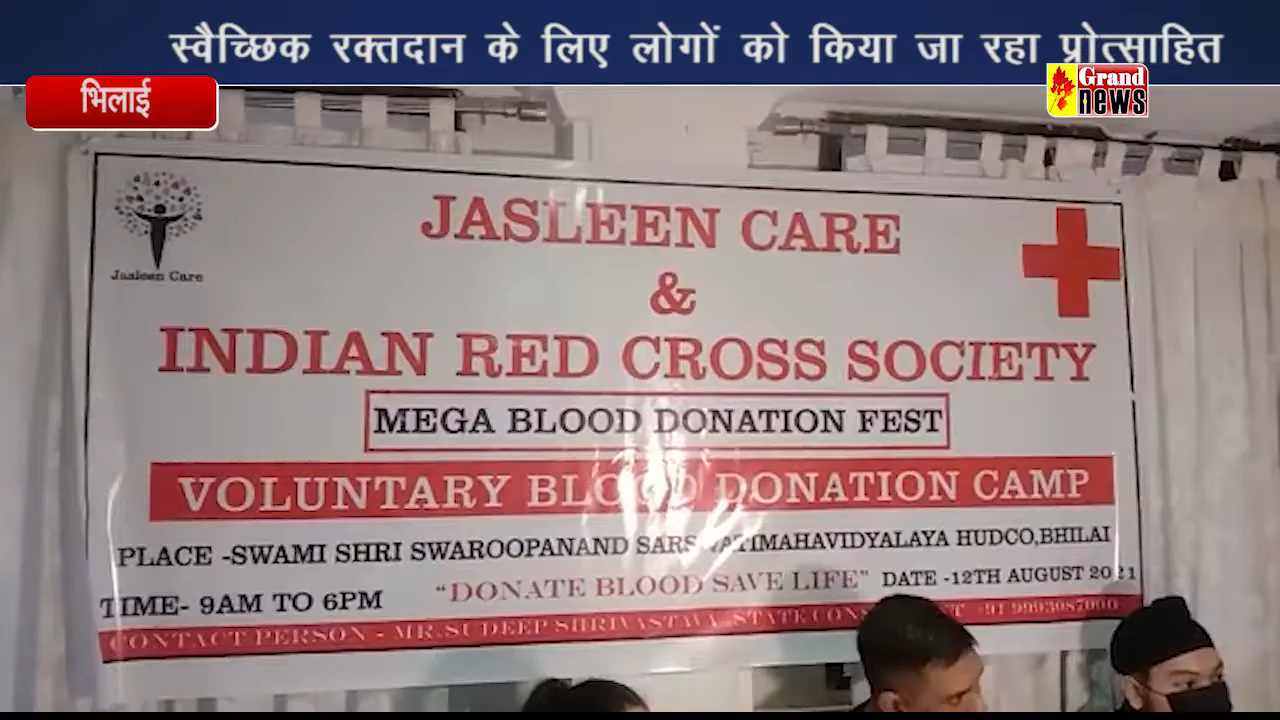 स्वैच्छिक रक्तदान के लिए लोगों को किया जा रहा प्रोत्साहित
भिलाई
Grand
news
JASLEEN CARE
Jasleen Care
&
INDIAN RED CROSS SOCIETY
MEGA BLOOD DONATION FEST
VOLUNTARY BLOOD DONATION CAMP
PLACE -SWAMI SHRI SWAROOPANAND SARSWATIMAHAVIDYALAYA HUDCO,BHILAI
"DONATE BLOOD SAVE LIFE" DATE -12TH AUGUST 2021
TIME- 9AM TO 6PM
CONTACT PERSON - MR.SUDEEP SHRIVASTAVA, STATE